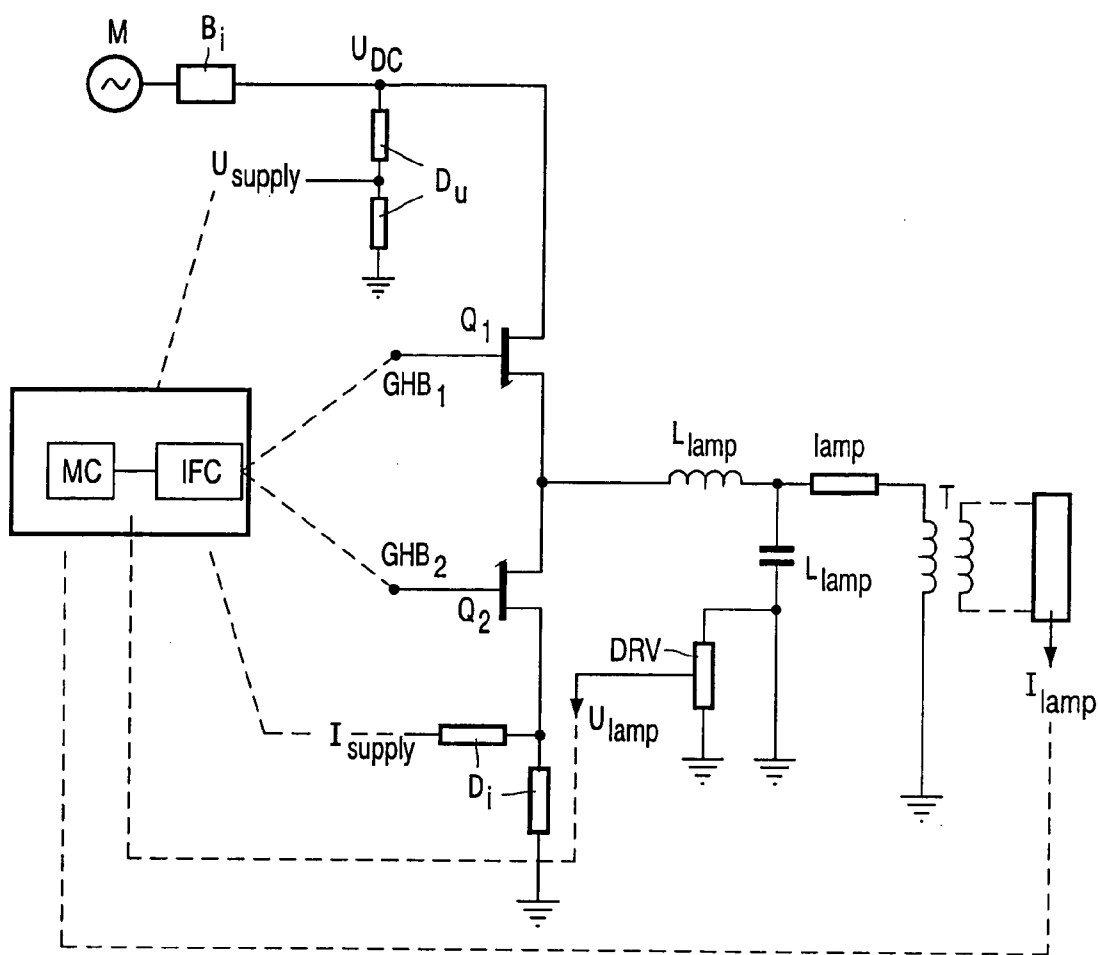 M
B i
U DC
U supply
D u
Q 1
GHB 1
MC
IFC
L lamp
lamp
T
GHB 2
Q 2
L lamp
DRV
I supply
U lamp
I lamp
D i